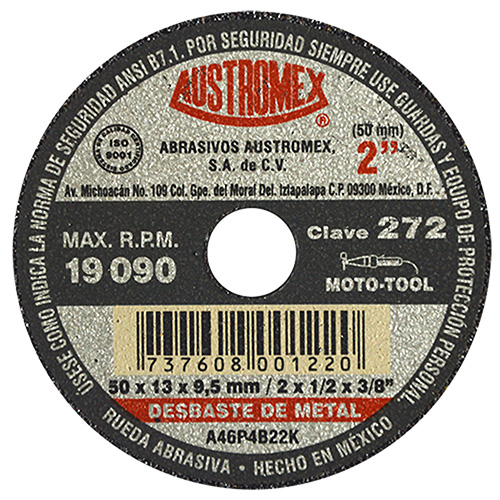 USESE COMO INDICA LA NORMA DE SEGURIDAD ANSI B7.1. POR SEGURIDAD SIEMPRE USE GUARDAS Y EQUIPO DE PROTECCIÓN PERSONAL
AUSTROMEX
®
CALIDAD CERTIFICADA
ISO
9001
ABRASIVOS AUSTROMEX,
S.A. de C.V.
(50 mm)
2"
Av. Michoacán No. 109 Col. Gpe. del Moral Del. Iztapalapa C.P. 09300 México, D.F.
MAX. R.P.M.
19 090
Clave 272
MOTO-TOOL
737608 001220
50 x 13 x 9,5 mm / 2 x 1/2 x 3/8"
DESBASTE DE METAL
A46P4B22K
RUEDA ABRASIVA • HECHO EN MÉXICO